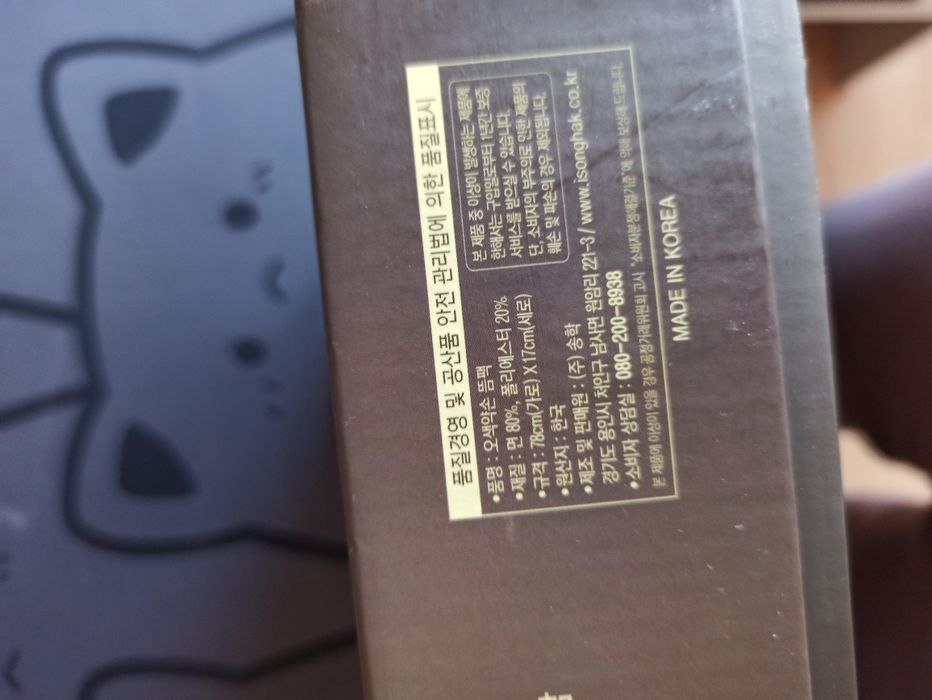 품질경영 및 공산품 안전 관리법에 의한 품질표시
•품명 : 오색약손 뜸팩
•재질 : 면 80%, 폴리에스터 20%
•규격 : 78cm(가로) X 17cm(세로)
•원산지 : 한국
•제조 및 판매원 : (주) 송학
경기도 용인시 처인구 남사면 원암리 221-3 / www.isonghak.co.kr
•소비자 상담실 : 080-200-8938
본 제품에 이상이 있을 경우 공정거래위원회 고시 "소비자분쟁해결기준"에 의해 보상해 드립니다.
본 제품 중 이상이 발생하는 제품에
한해서는 구입일로부터 1년간 보증
서비스를 받으실 수 있습니다.
단, 소비자의 부주의로 인한 제품의
훼손 및 파손의 경우 제외됩니다.
MADE IN KOREA